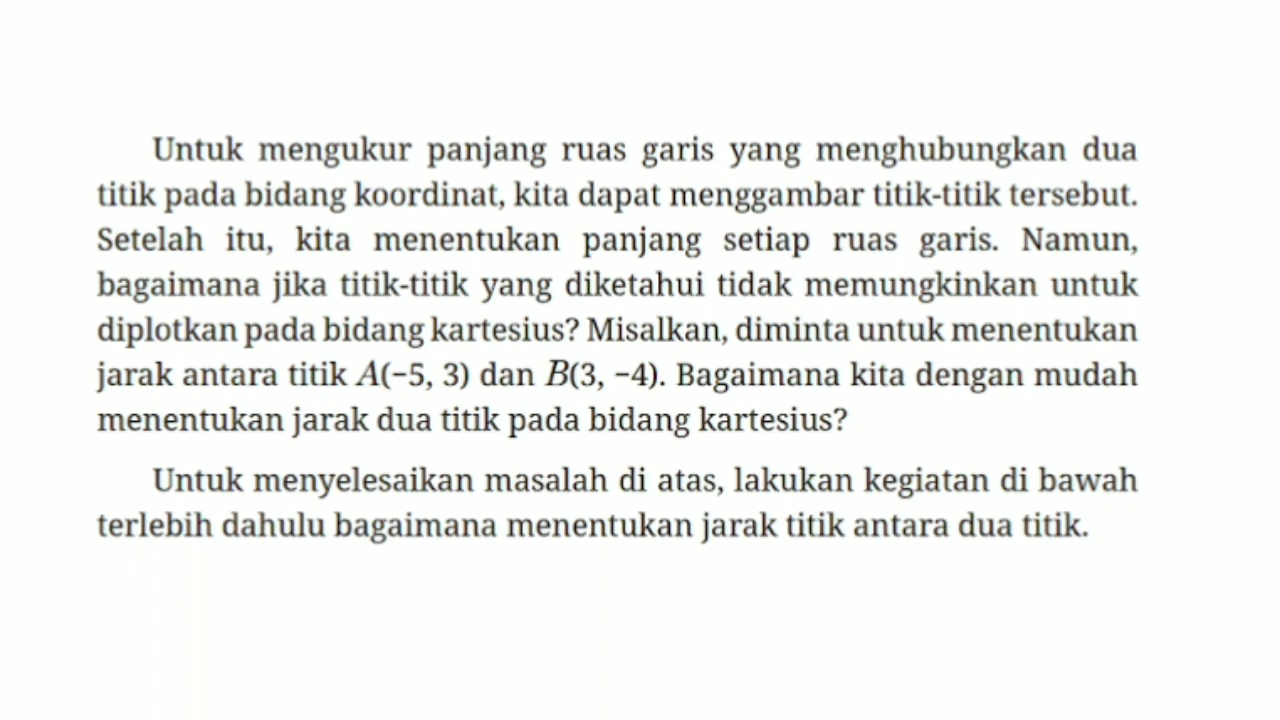 Untuk mengukur panjang ruas garis yang menghubungkan dua
titik pada bidang koordinat, kita dapat menggambar titik-titik tersebut.
Setelah itu, kita menentukan panjang setiap ruas garis. Namun,
bagaimana jika titik-titik yang diketahui tidak memungkinkan untuk
diplotkan pada bidang kartesius? Misalkan, diminta untuk menentukan
jarak antara titik A(−5, 3) dan B(3, −4). Bagaimana kita dengan mudah
menentukan jarak dua titik pada bidang kartesius?
Untuk menyelesaikan masalah di atas, lakukan kegiatan di bawah
terlebih dahulu bagaimana menentukan jarak titik antara dua titik.